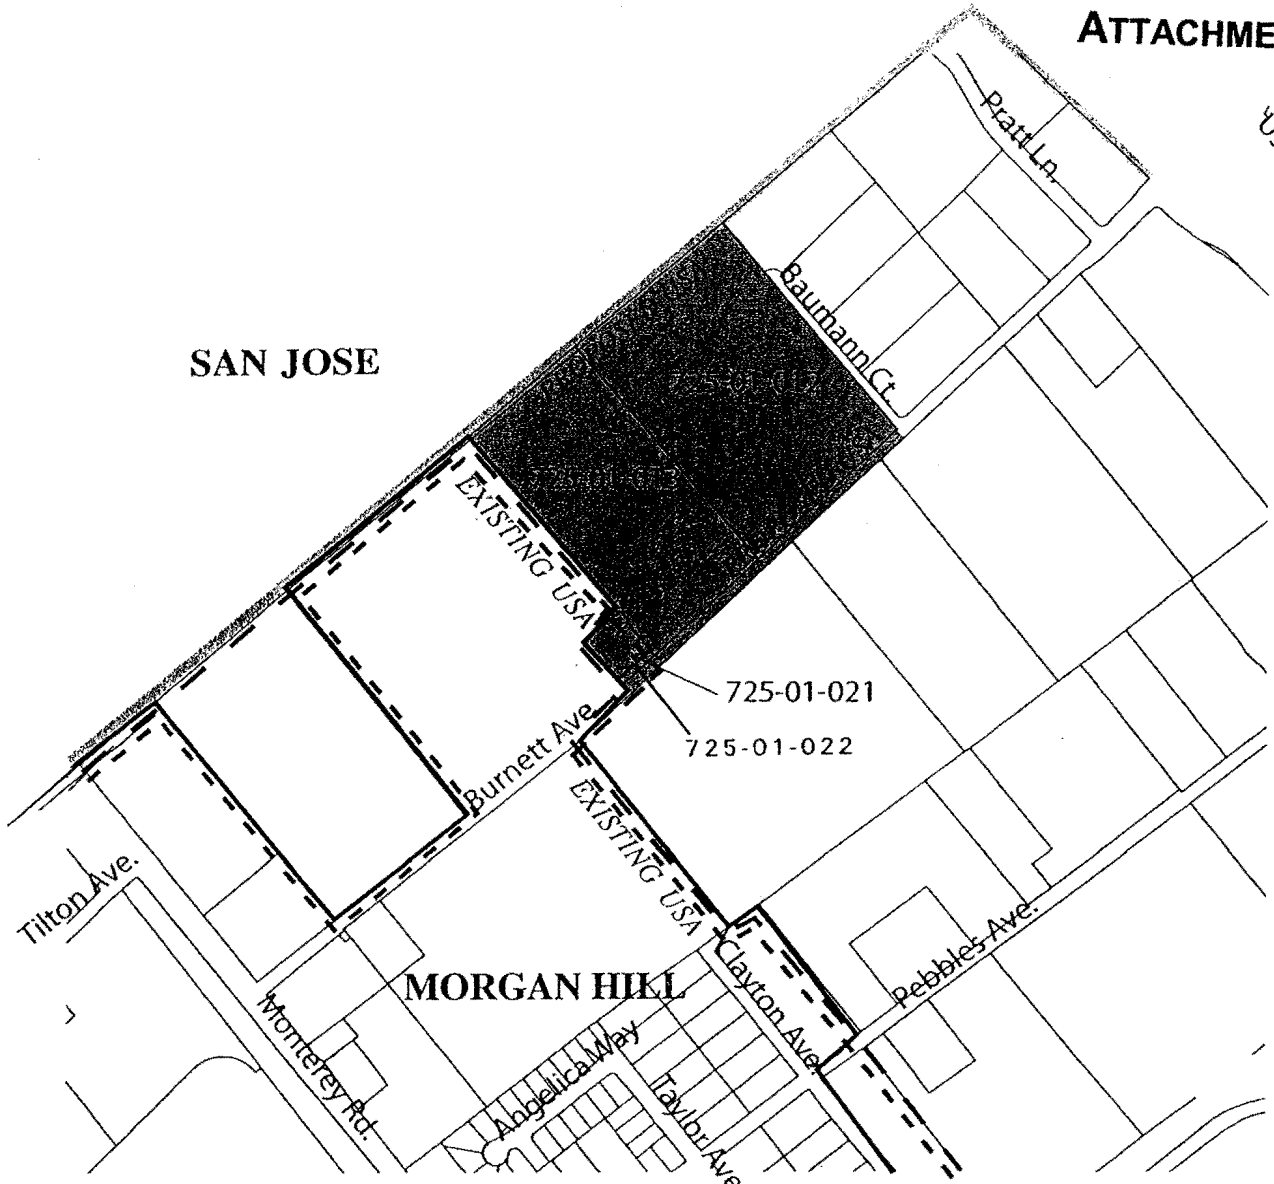 ATTACHME
Pratt Ln.
Baumann Ct.
SAN JOSE
EXISTING USA
725-01-021
725-01-022
Burnett Ave.
EXISTING USA
Tilton Ave.
Pebbles Ave.
MORGAN HILL
Clayton Ave.
Monterey Rd.
Angelica Way
Taylor Ave